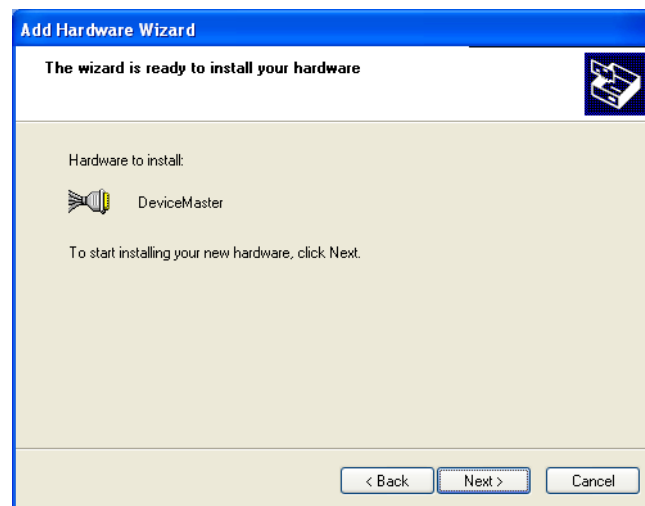 Add Hardware Wizard
The wizard is ready to install your hardware
Hardware to install:
DeviceMaster
To start installing your new hardware, click Next.
< Back Next > Cancel